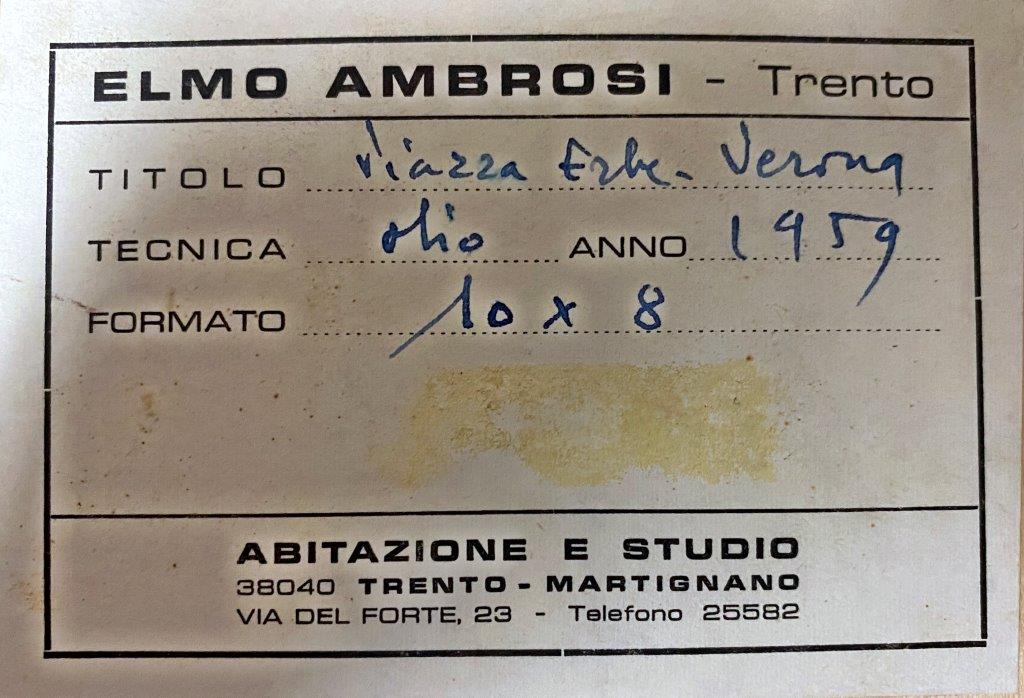 ELMO AMBROSI - Trento
TITOLO Piazza Erbe - Verona
TECNICA olio ANNO 1959
FORMATO 10 x 8
ABITAZIONE E STUDIO
38040 TRENTO - MARTIGNANO
VIA DEL FORTE, 23 - Telefono 25582